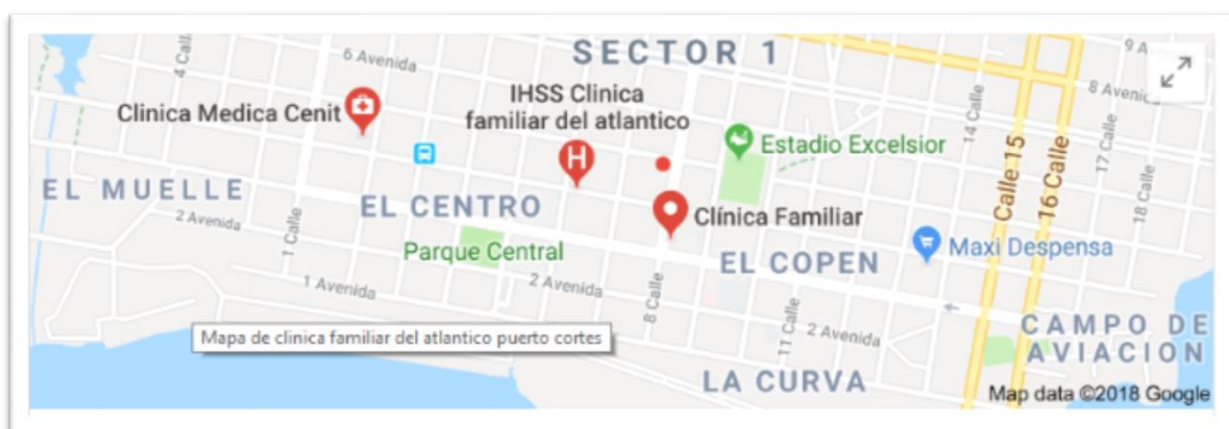 SECTOR 1
9 A
6 Avenida
4 Call
8 Avenic
IHSS Clinica
familiar del atlantico
Clinica Medica Cenit
Estadio Excelsior
14 Calle
Calle 15
16 Calle
17 Calle
18 Calle
EL MUELLE
EL CENTRO
2 Avenida
1 Calle
Clínica Familiar
Parque Central
EL COPEN
Maxi Despensa
1 Avenida
2 Avenida
8 Calle
11 Calle
2 Avenida
CAMPO DE
AVIACION
Mapa de clinica familiar del atlantico puerto cortes
LA CURVA
Map data ©2018 Google